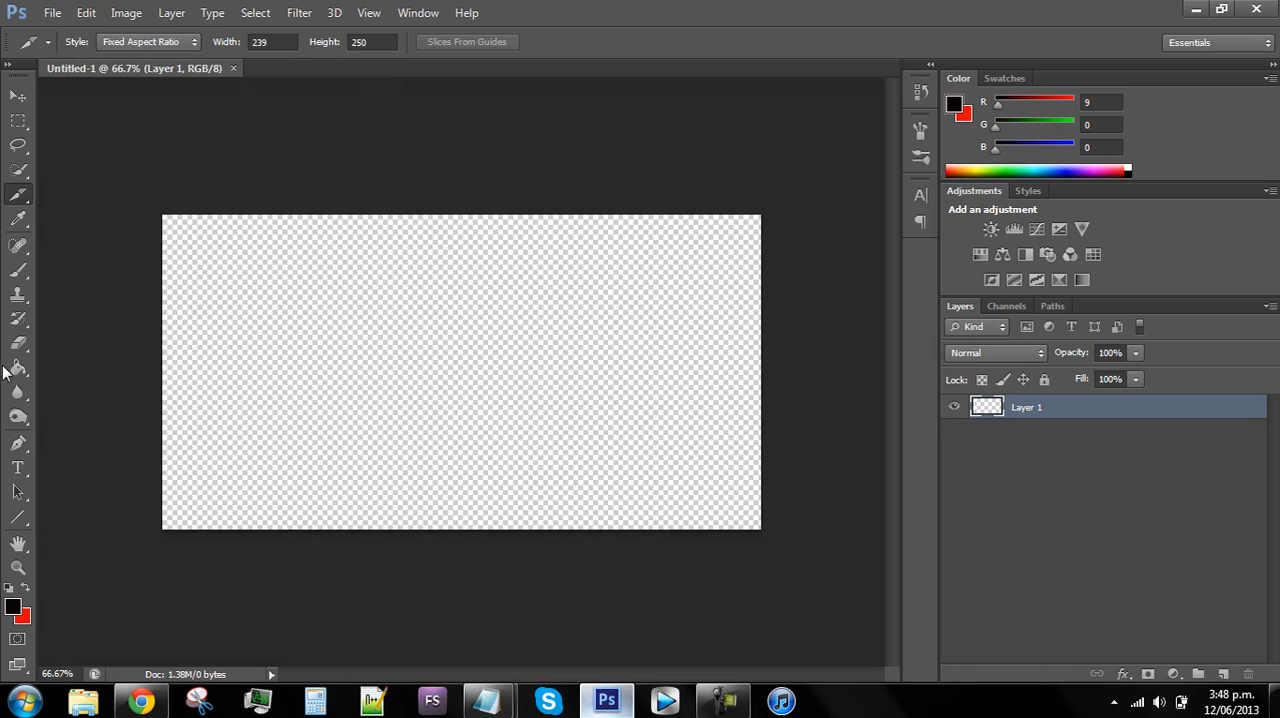 Ps File Edit Image Layer Type Select Filter 3D View Window Help
Style: Fixed Aspect Ratio Width: 239 Height: 250 Slices From Guides Essentials
Untitled-1 @ 66.7% (Layer 1, RGB/8) ×
Color Swatches
R 9
G 0
B 0
Adjustments Styles
Add an adjustment
Layers Channels Paths
Kind
Normal Opacity: 100%
Lock: Fill: 100%
Layer 1
T
fx
66.67% Doc: 1.38M/0 bytes
FS Ps
3:48 p.m.
12/06/2013